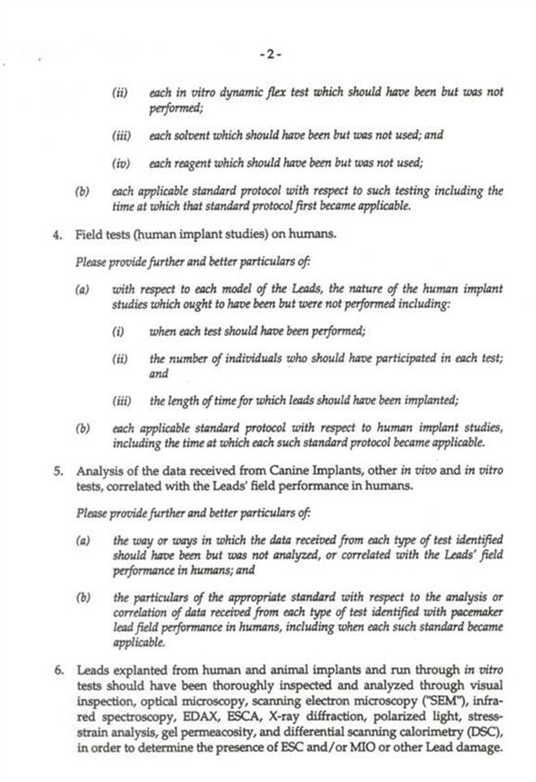 - 2 -
(ii) each in vitro dynamic flex test which should have been but was not
performed;
(iii) each solvent which should have been but was not used; and
(iv) each reagent which should have been but was not used;
(b) each applicable standard protocol with respect to such testing including the
time at which that standard protocol first became applicable.
4. Field tests (human implant studies) on humans.
Please provide further and better particulars of:
(a) with respect to each model of the Leads, the nature of the human implant
studies which ought to have been but were not performed including:
(i) when each test should have been performed;
(ii) the number of individuals who should have participated in each test;
and
(iii) the length of time for which leads should have been implanted;
(b) each applicable standard protocol with respect to human implant studies,
including the time at which each such standard protocol became applicable.
5. Analysis of the data received from Canine Implants, other in vivo and in vitro
tests, correlated with the Leads' field performance in humans.
Please provide further and better particulars of:
(a) the way or ways in which the data received from each type of test identified
should have been but was not analyzed, or correlated with the Leads' field
performance in humans; and
(b) the particulars of the appropriate standard with respect to the analysis or
correlation of data received from each type of test identified with pacemaker
lead field performance in humans, including when each such standard became
applicable.
6. Leads explanted from human and animal implants and run through in vitro
tests should have been thoroughly inspected and analyzed through visual
inspection, optical microscopy, scanning electron microscopy ("SEM"), infra-
red spectroscopy, EDAX, ESCA, X-ray diffraction, polarized light, stress-
strain analysis, gel permeacosity, and differential scanning calorimetry (DSC),
in order to determine the presence of ESC and/or MIO or other Lead damage.